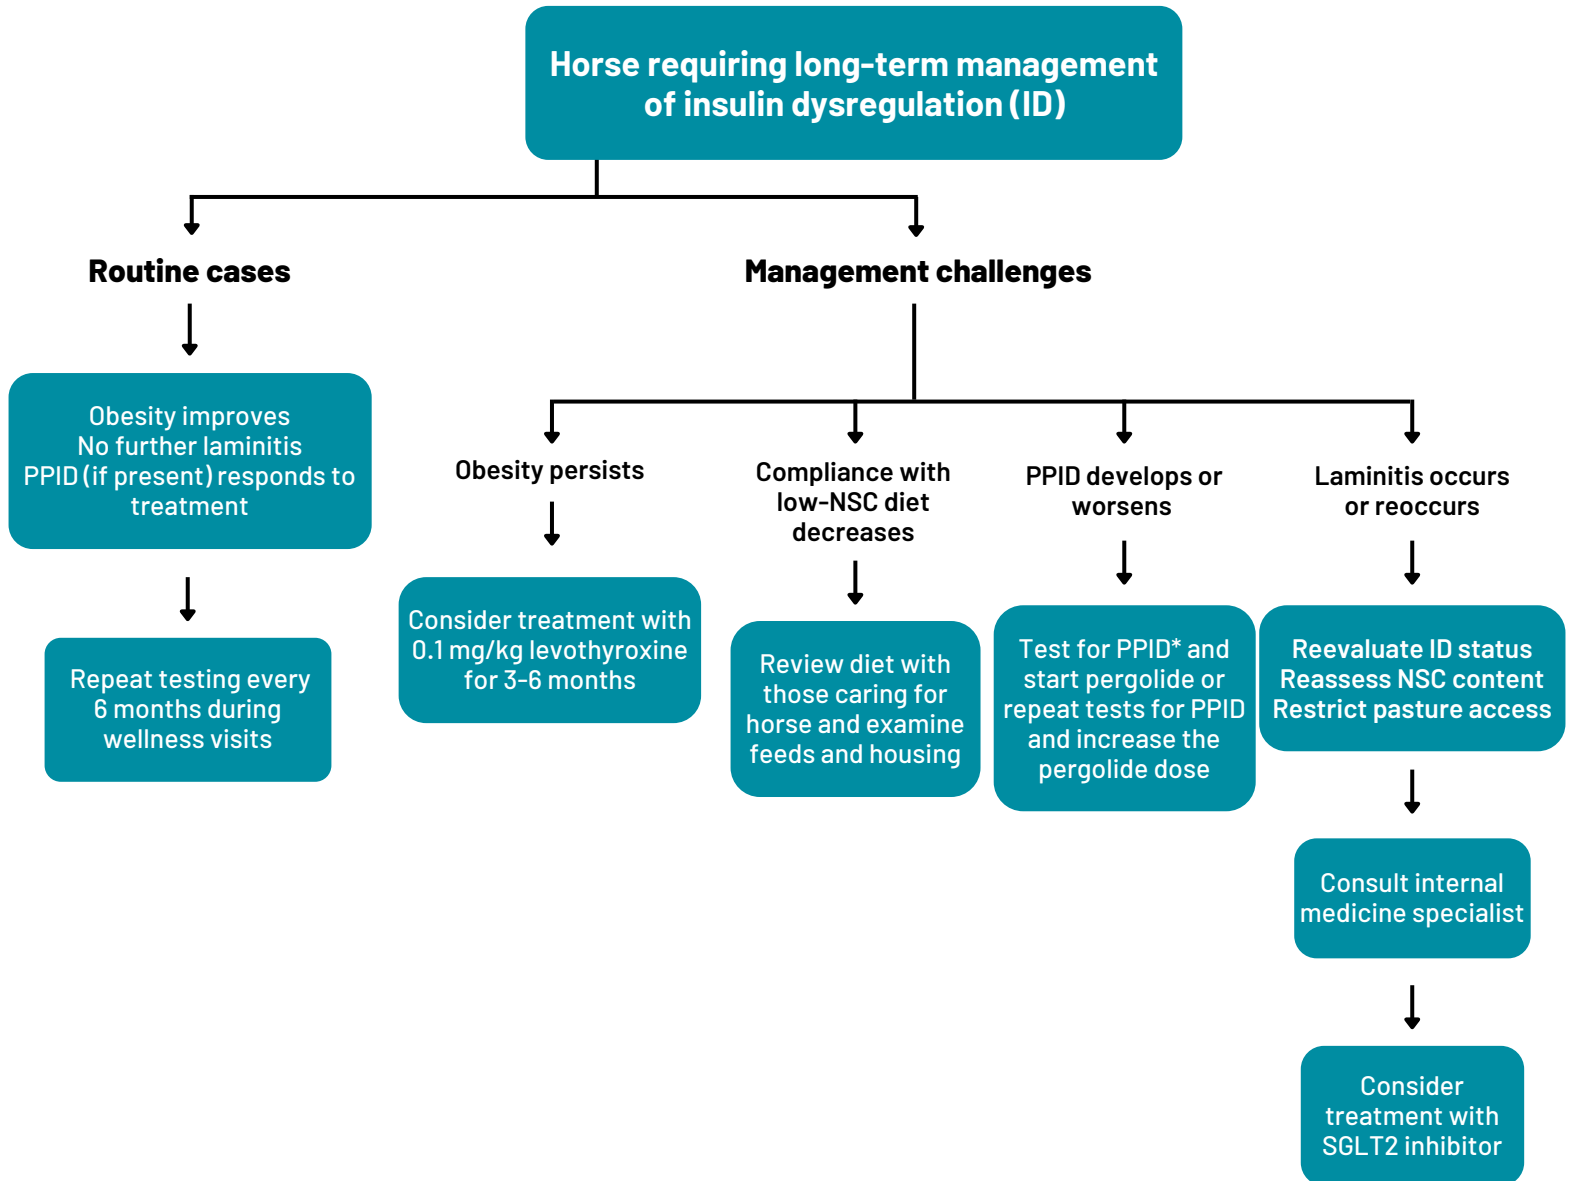 Horse requiring long-term management
of insulin dysregulation (ID)
Routine cases
Management challenges
Obesity improves
No further laminitis
PPID (if present) responds to
treatment
Repeat testing every
6 months during
wellness visits
Obesity persists
Consider treatment with
0.1 mg/kg levothyroxine
for 3-6 months
Compliance with
low-NSC diet
decreases
Review diet with
those caring for
horse and examine
feeds and housing
PPID develops or
worsens
Test for PPID* and
start pergolide or
repeat tests for PPID
and increase the
pergolide dose
Laminitis occurs
or reoccurs
Reevaluate ID status
Reassess NSC content
Restrict pasture access
Consult internal
medicine specialist
Consider
treatment with
SGLT2 inhibitor